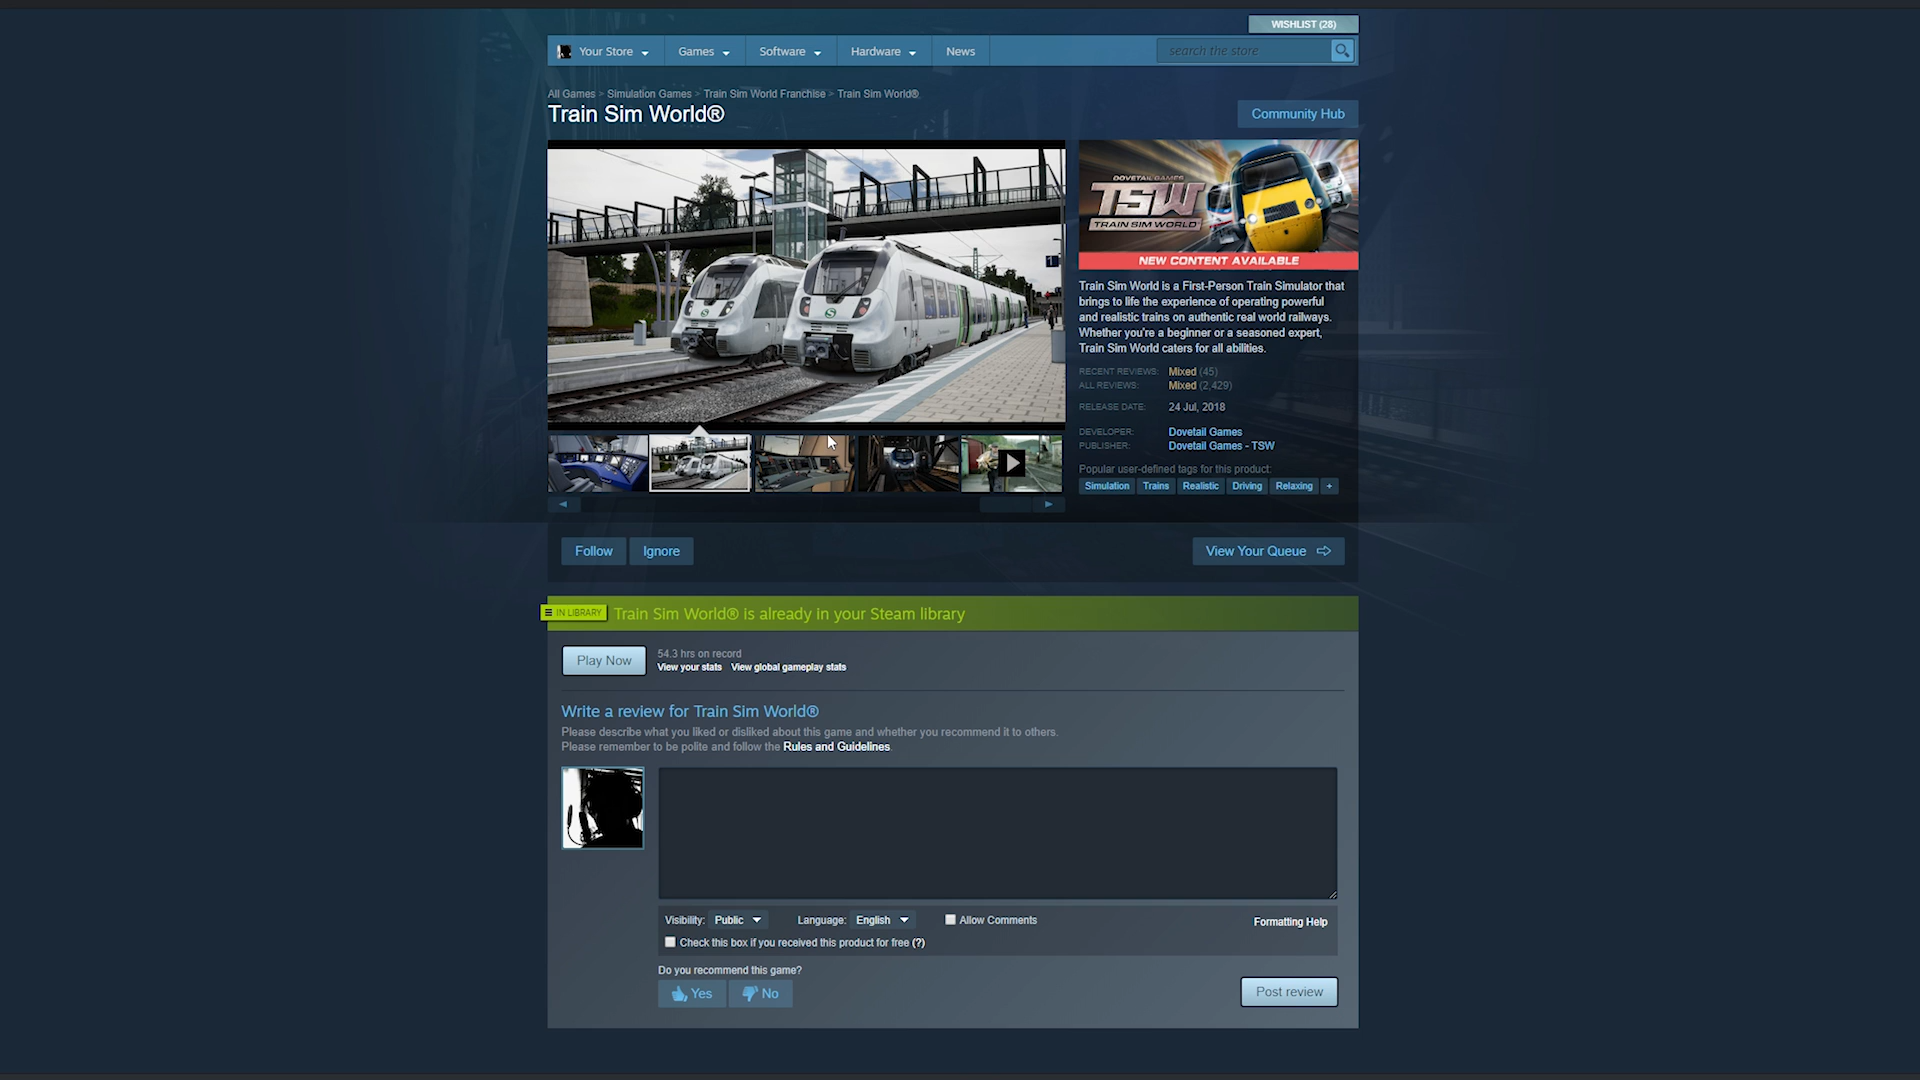 WISHLIST (28)
Your Store Games Software Hardware News search the store
All Games > Simulation Games > Train Sim World Franchise > Train Sim World®
Train Sim World®
Community Hub
DOVETAIL GAMES
TSW
TRAIN SIM WORLD
NEW CONTENT AVAILABLE
Train Sim World is a First-Person Train Simulator that
brings to life the experience of operating powerful
and realistic trains on authentic real world railways.
Whether you're a beginner or a seasoned expert,
Train Sim World caters for all abilities.
RECENT REVIEWS: Mixed (45)
ALL REVIEWS: Mixed (2,429)
RELEASE DATE: 24 Jul, 2018
DEVELOPER: Dovetail Games
PUBLISHER: Dovetail Games - TSW
Popular user-defined tags for this product:
Simulation Trains Realistic Driving Relaxing +
S S 1
Follow Ignore View Your Queue
IN LIBRARY Train Sim World® is already in your Steam library
Play Now 54.3 hrs on record
View your stats View global gameplay stats
Write a review for Train Sim World®
Please describe what you liked or disliked about this game and whether you recommend it to others.
Please remember to be polite and follow the Rules and Guidelines.
Visibility: Public Language: English Allow Comments Formatting Help
Check this box if you received this product for free (?)
Do you recommend this game?
Yes No Post review